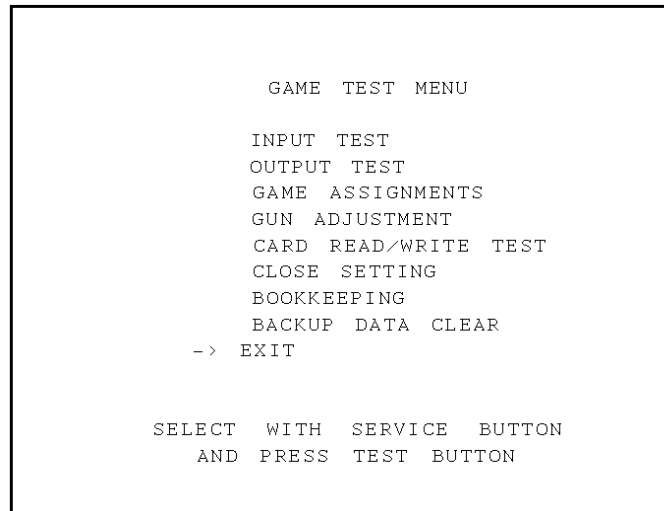 GAME TEST MENU
INPUT TEST
OUTPUT TEST
GAME ASSIGNMENTS
GUN ADJUSTMENT
CARD READ/WRITE TEST
CLOSE SETTING
BOOKKEEPING
BACKUP DATA CLEAR
-> EXIT
SELECT WITH SERVICE BUTTON
AND PRESS TEST BUTTON